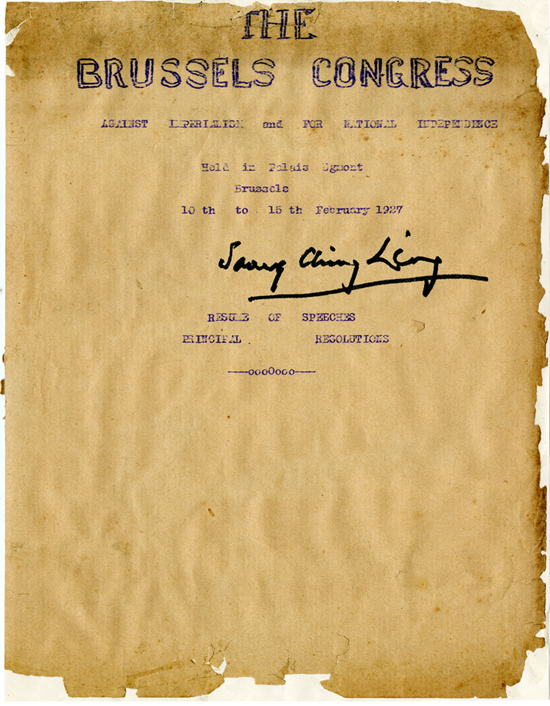 THE
BRUSSELS CONGRESS
AGAINST IMPERIALISM and FOR NATIONAL INDEPENDENCE
Held in Palais Egmont
Brussels
10 th to 15 th February 1927
Soong Ching Ling
RESUME OF SPEECHES
PRINCIPAL RESOLUTIONS
----ooo0ooo----